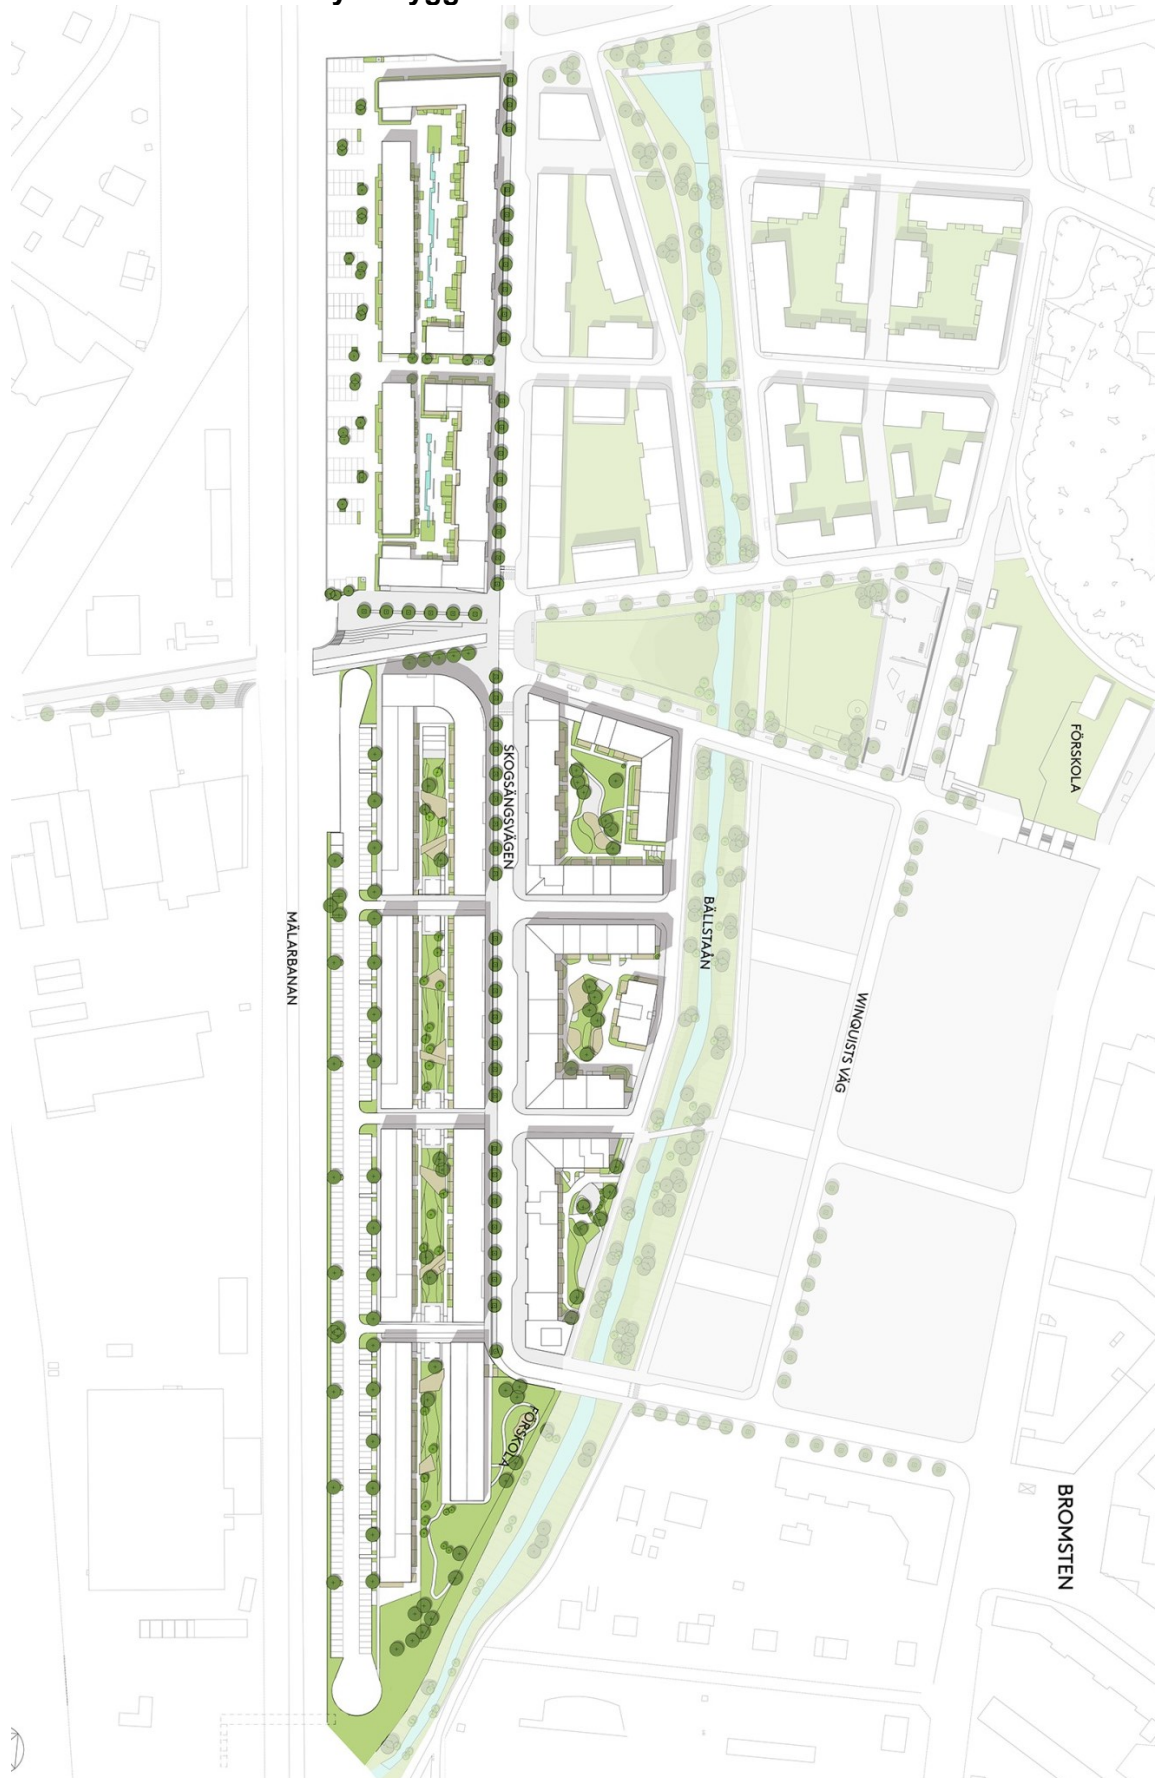 FÖRSKOLA
SKOGSÄNGSVÄGEN
BÄLLSTAÅN
MÄLARBANAN
WINQUISTS VÄG
FÖRSKOLA
BROMSTEN